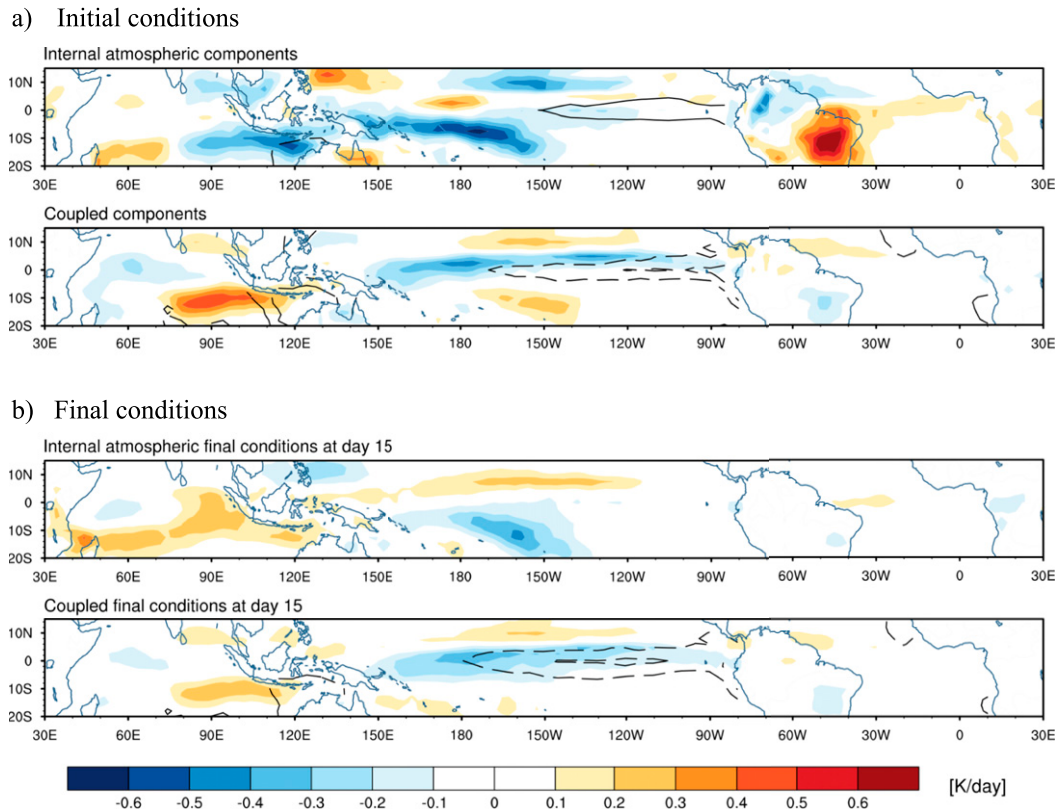 a) Initial conditions
Internal atmospheric components
10N
0
10S
20S
30E 60E 90E 120E 150E 180 150W 120W 90W 60W 30W 0 30E
Coupled components
10N
0
10S
20S
30E 60E 90E 120E 150E 180 150W 120W 90W 60W 30W 0 30E
b) Final conditions
Internal atmospheric final conditions at day 15
10N
0
10S
20S
30E 60E 90E 120E 150E 180 150W 120W 90W 60W 30W 0 30E
Coupled final conditions at day 15
10N
0
10S
20S
30E 60E 90E 120E 150E 180 150W 120W 90W 60W 30W 0 30E
-0.6 -0.5 -0.4 -0.3 -0.2 -0.1 0 0.1 0.2 0.3 0.4 0.5 0.6 [K/day]